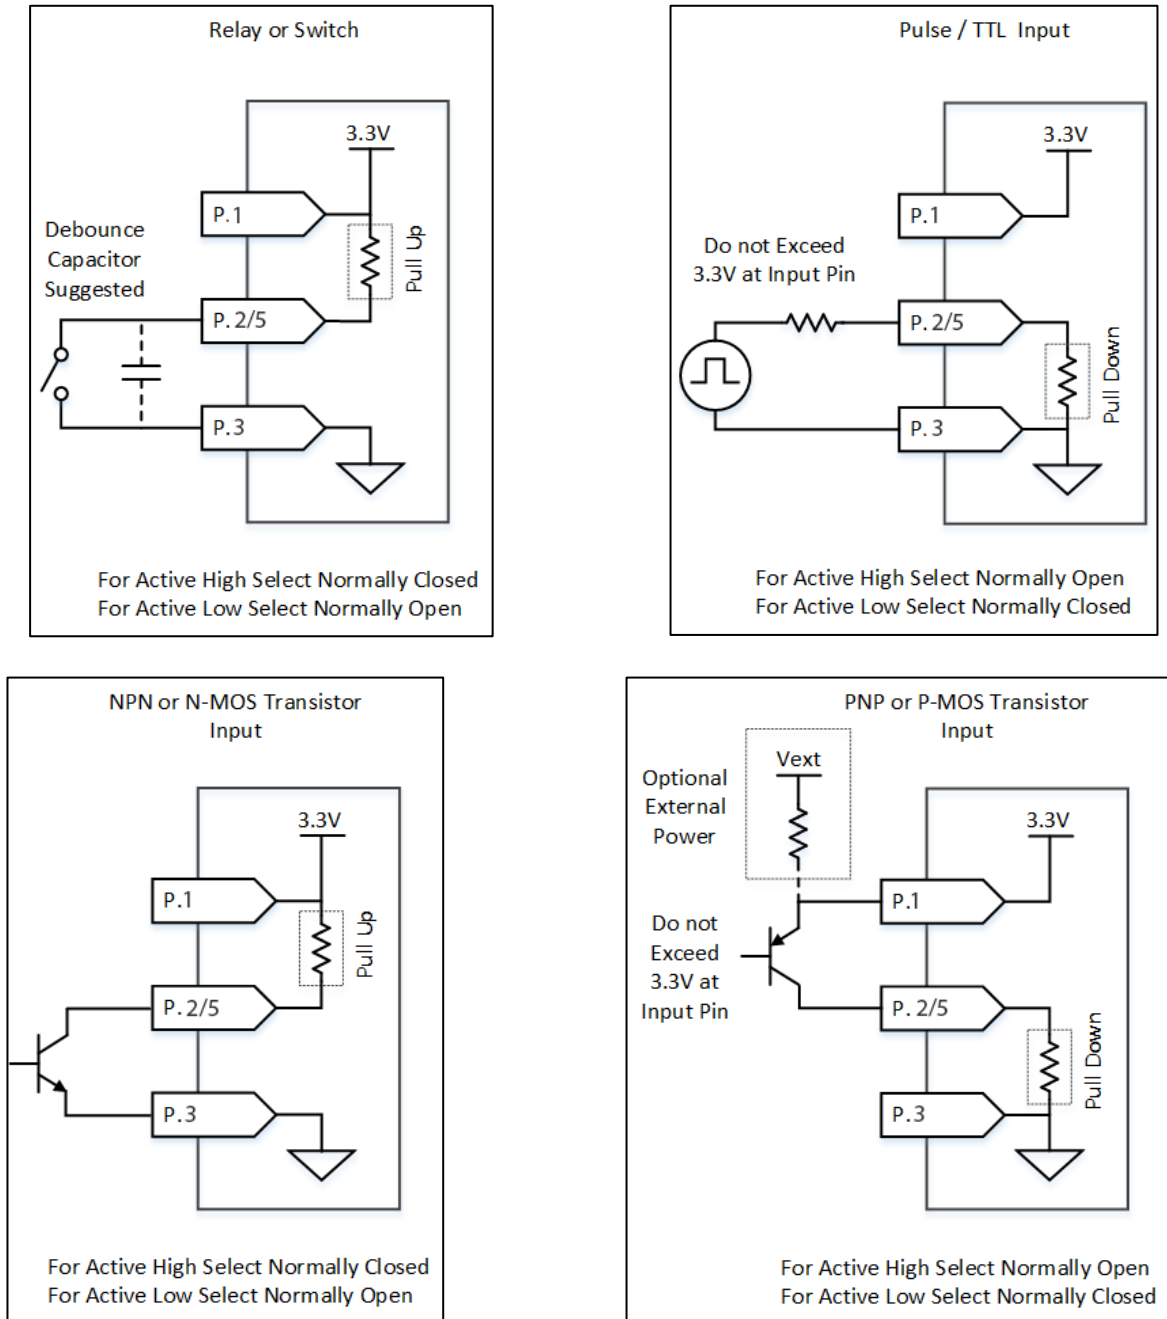 Relay or Switch
3.3V
P.1
Pull Up
Debounce
Capacitor
Suggested
P. 2/5
P.3
For Active High Select Normally Closed
For Active Low Select Normally Open
Pulse / TTL Input
3.3V
P.1
Do not Exceed
3.3V at Input Pin
P. 2/5
Pull Down
P. 3
For Active High Select Normally Open
For Active Low Select Normally Closed
NPN or N-MOS Transistor
Input
3.3V
P.1
Pull Up
P. 2/5
P.3
For Active High Select Normally Closed
For Active Low Select Normally Open
PNP or P-MOS Transistor
Input
Vext
Optional
External
Power
3.3V
P.1
Do not
Exceed
3.3V at
Input Pin
P. 2/5
Pull Down
P.3
For Active High Select Normally Open
For Active Low Select Normally Closed